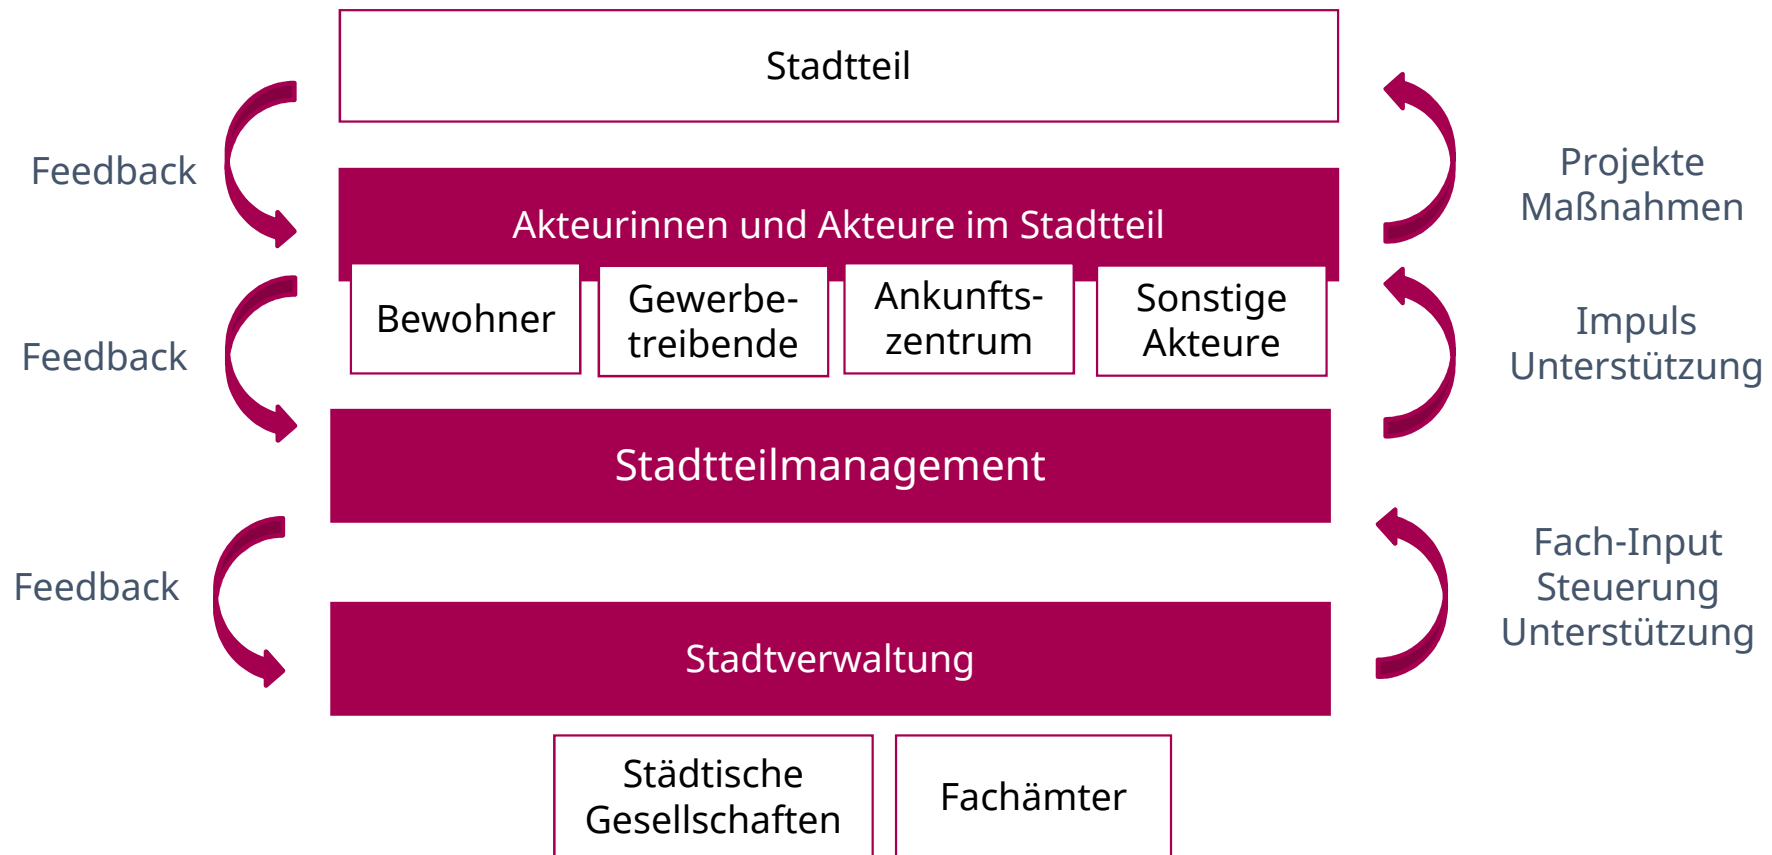 Stadtteil
Feedback
Projekte
Maßnahmen
Akteurinnen und Akteure im Stadtteil
Bewohner
Gewerbe-
treibende
Ankunfts-
zentrum
Sonstige
Akteure
Feedback
Impuls
Unterstützung
Stadtteilmanagement
Feedback
Fach-Input
Steuerung
Unterstützung
Stadtverwaltung
Städtische
Gesellschaften
Fachämter